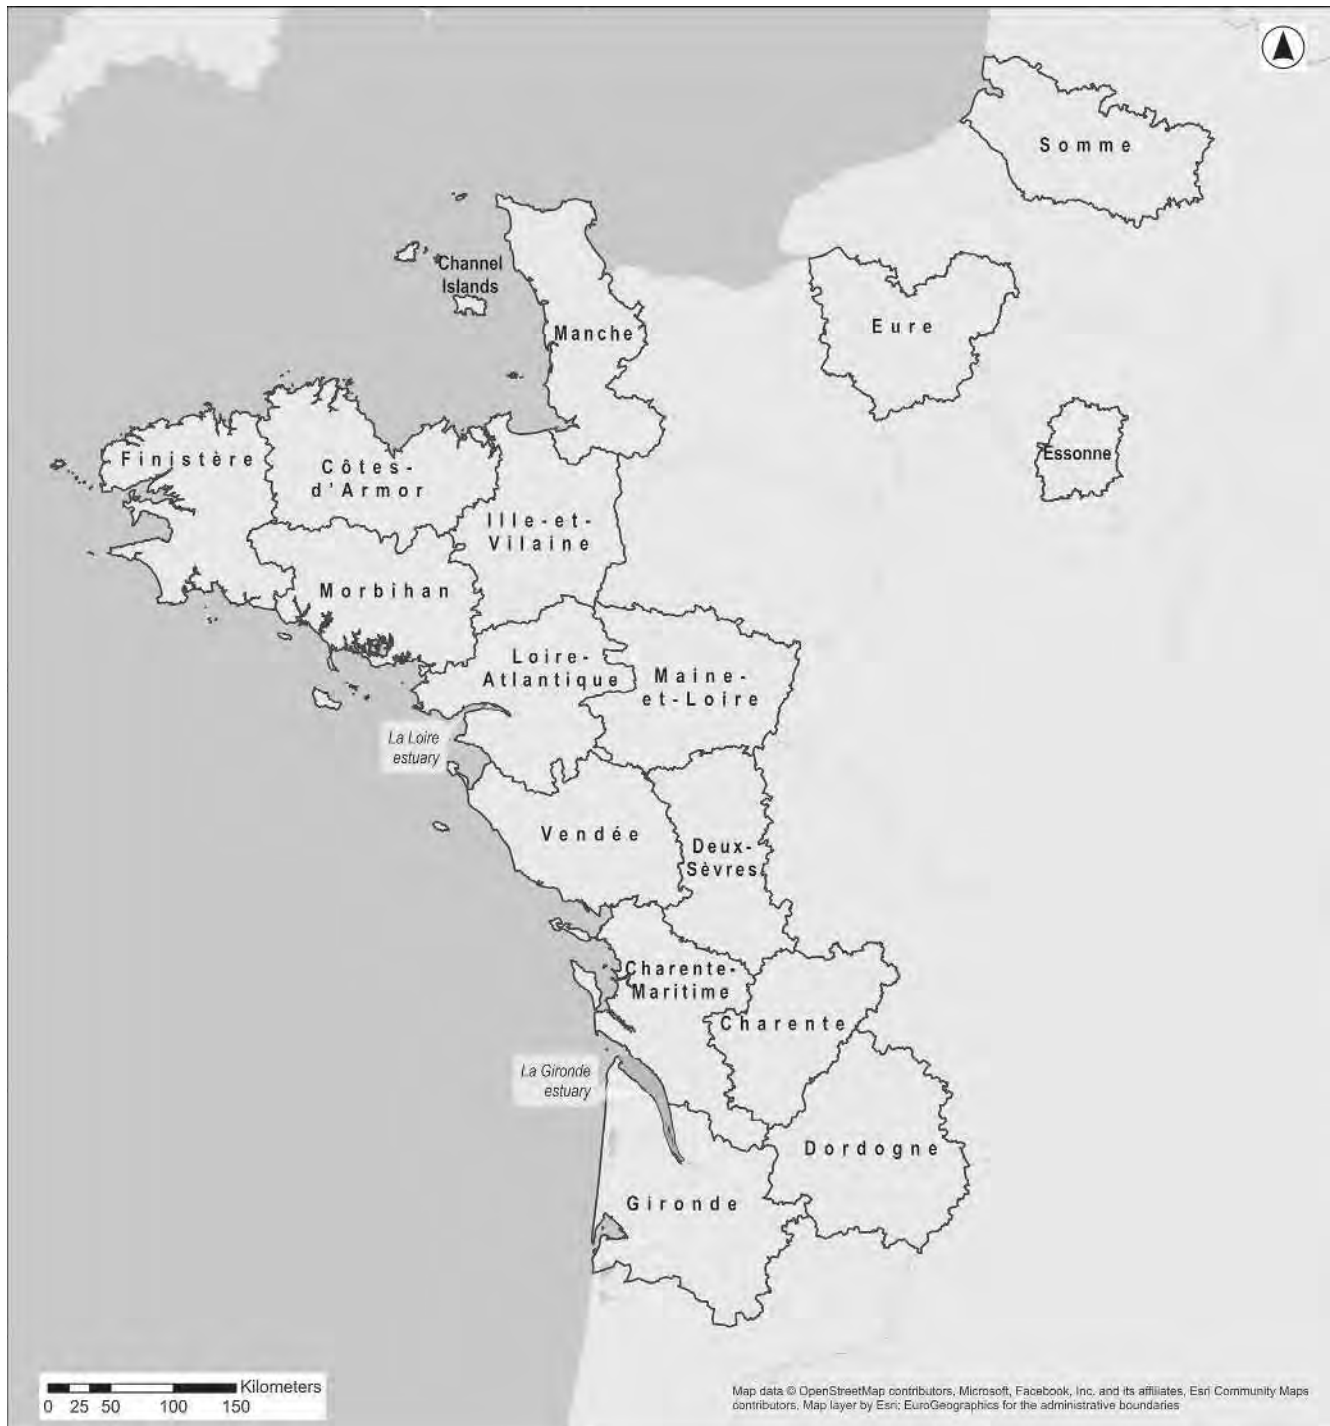 Somme
Channel
Islands
Manche
Eure
Finistère
Côtes-
d'Armor
Essonne
Ille-et-
Vilaine
Morbihan
Loire-
Atlantique
Maine-
et-Loire
La Loire
estuary
Vendée
Deux-
Sèvres
Charente-
Maritime
Charente
La Gironde
estuary
Dordogne
Gironde
Kilometers
0 25 50 100 150
Map data © OpenStreetMap contributors, Microsoft, Facebook, Inc. and its affiliates, Esri Community Maps
contributors, Map layer by Esri; EuroGeographics for the administrative boundaries